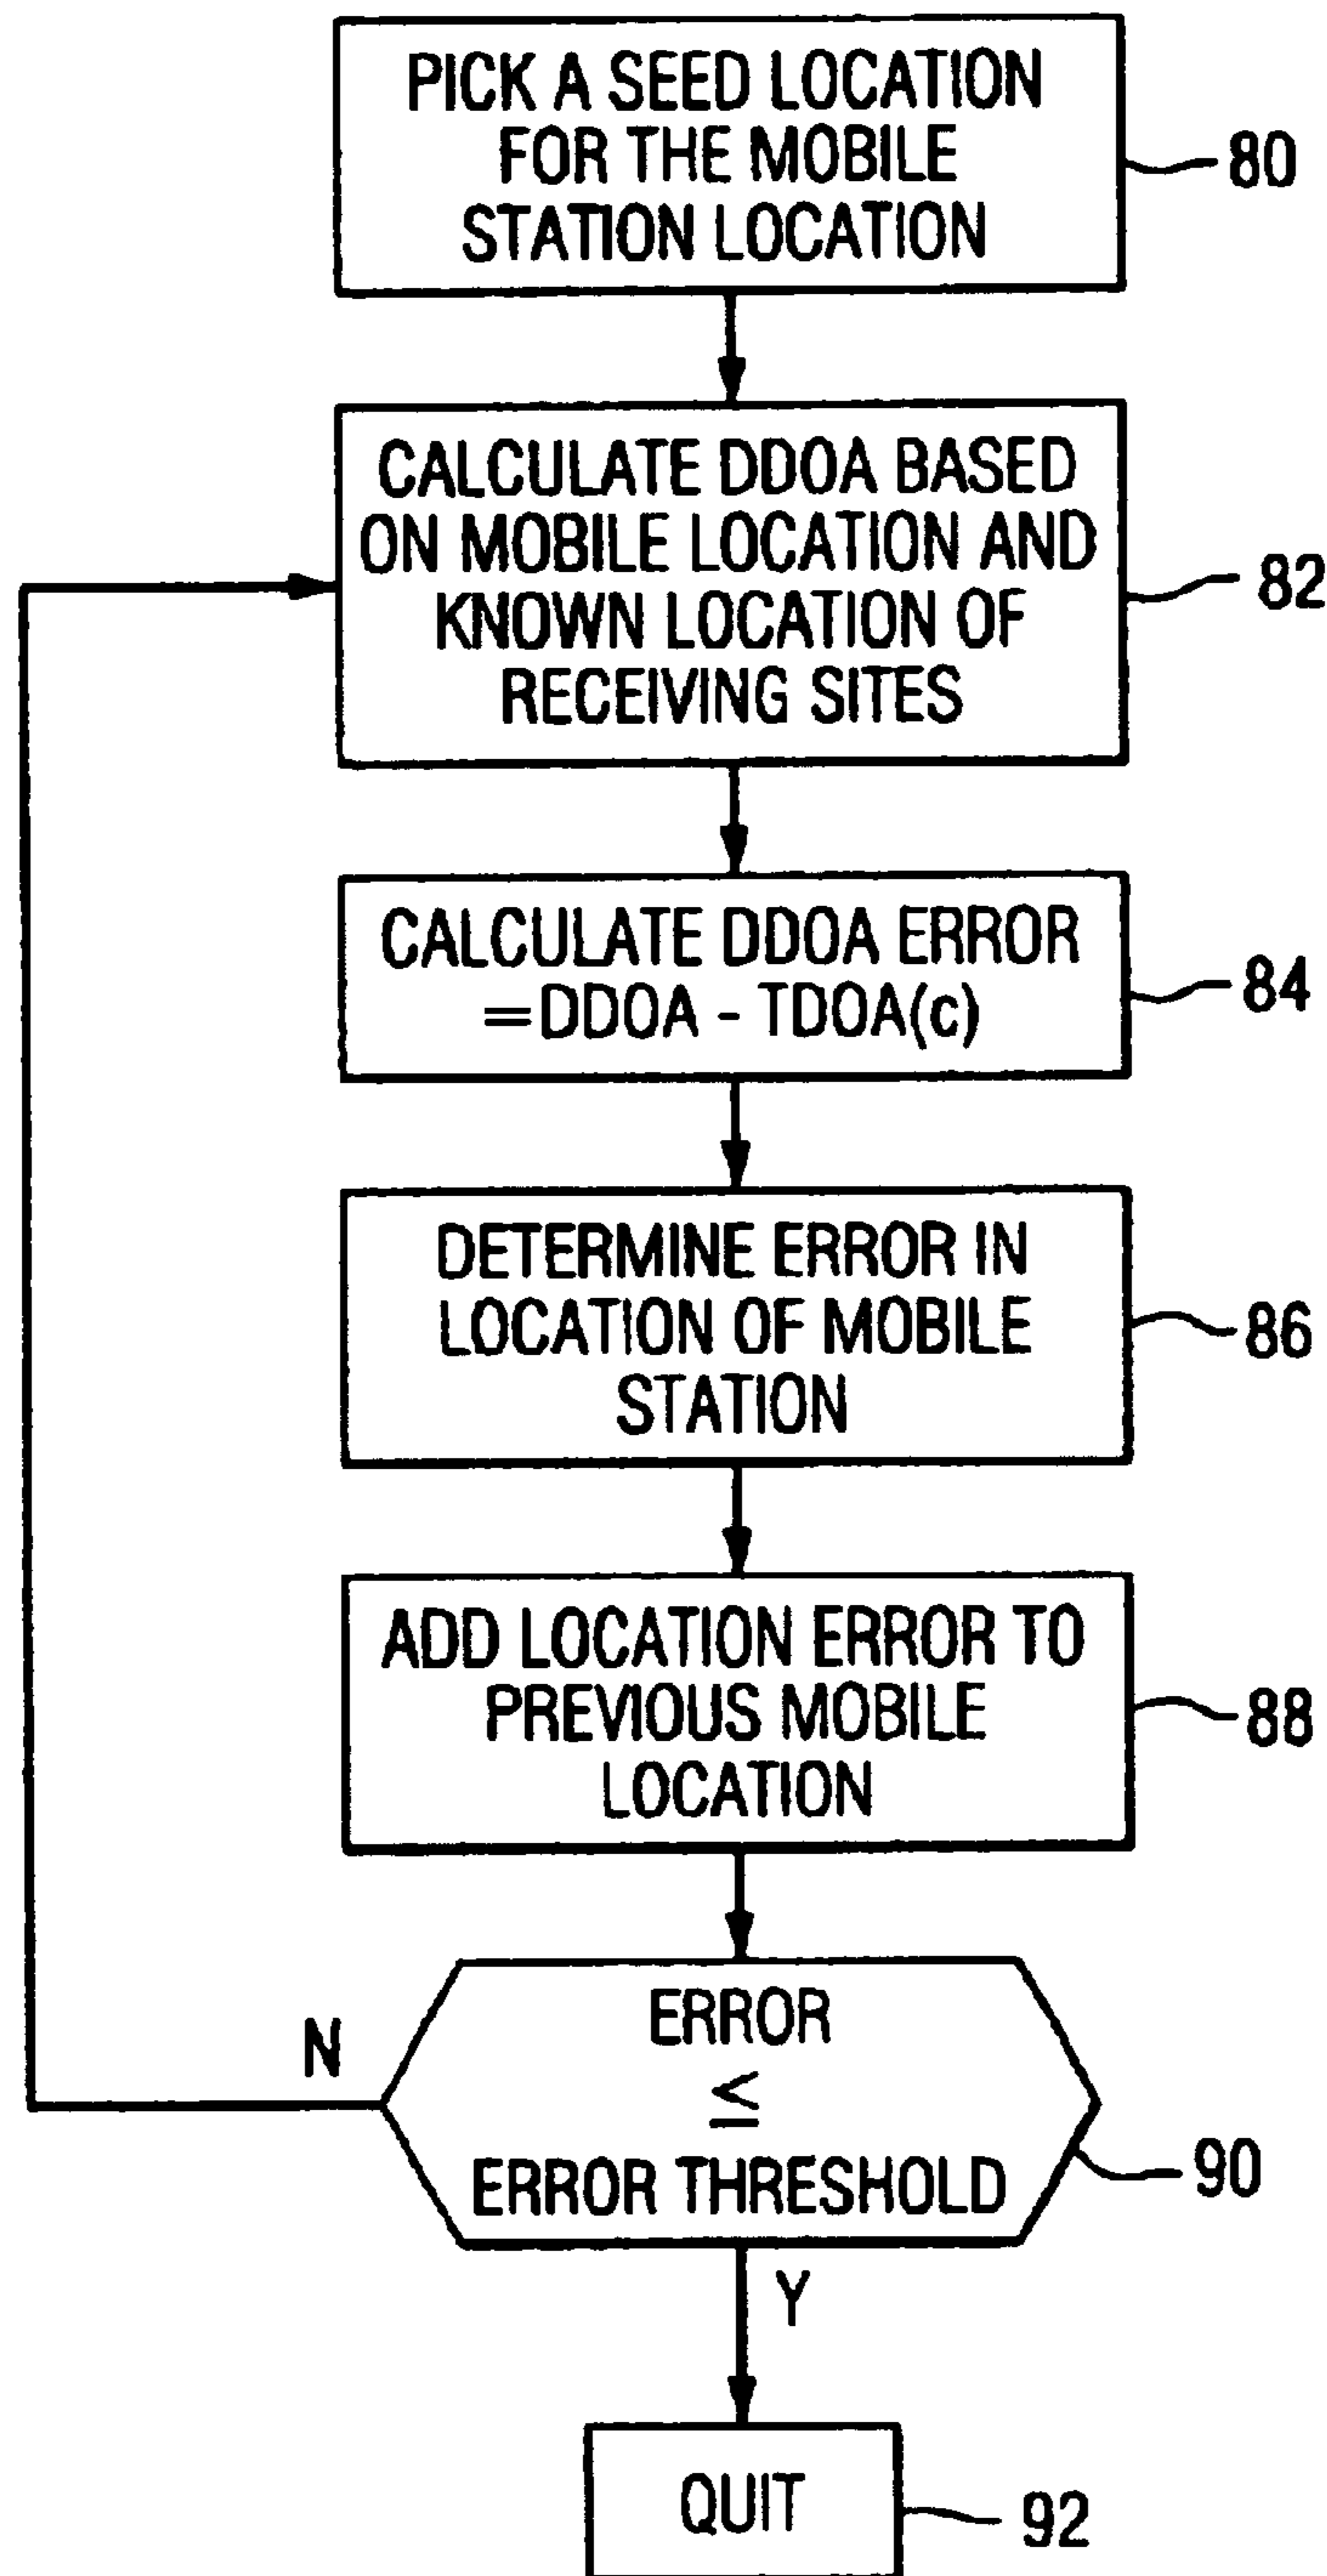 PICK A SEED LOCATION
FOR THE MOBILE
STATION LOCATION
80
CALCULATE DDOA BASED
ON MOBILE LOCATION AND
KNOWN LOCATION OF
RECEIVING SITES
82
CALCULATE DDOA ERROR
=DDOA - TDOA(c)
84
DETERMINE ERROR IN
LOCATION OF MOBILE
STATION
86
ADD LOCATION ERROR TO
PREVIOUS MOBILE
LOCATION
88
N
ERROR
≤
ERROR THRESHOLD
90
Y
QUIT
92